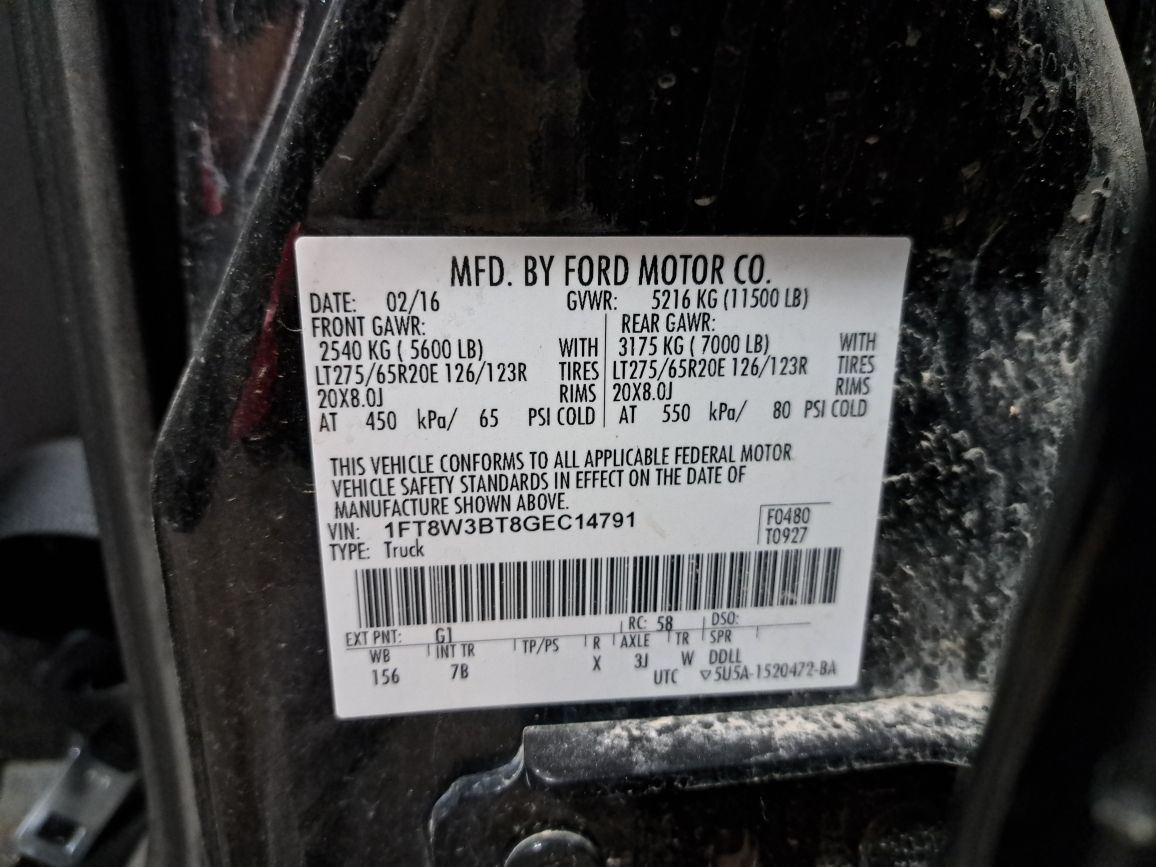 MFD. BY FORD MOTOR CO.
DATE: 02/16 GVWR: 5216 KG (11500 LB)
FRONT GAWR: REAR GAWR:
2540 KG ( 5600 LB) WITH 3175 KG ( 7000 LB) WITH
LT275/65R20E 126/123R TIRES LT275/65R20E 126/123R TIRES
20X8.0J RIMS 20X8.0J RIMS
AT 450 kPa/ 65 PSI COLD AT 550 kPa/ 80 PSI COLD
THIS VEHICLE CONFORMS TO ALL APPLICABLE FEDERAL MOTOR
VEHICLE SAFETY STANDARDS IN EFFECT ON THE DATE OF
MANUFACTURE SHOWN ABOVE.
VIN: 1FT8W3BT8GEC14791 F0480
TYPE: Truck T0927
EXT PNT: G1 RC: 58 DSO:
WB INT TR TP/PS R AXLE TR SPR
156 7B X 3J W DDLL
UTC ▽5U5A-1520472-BA